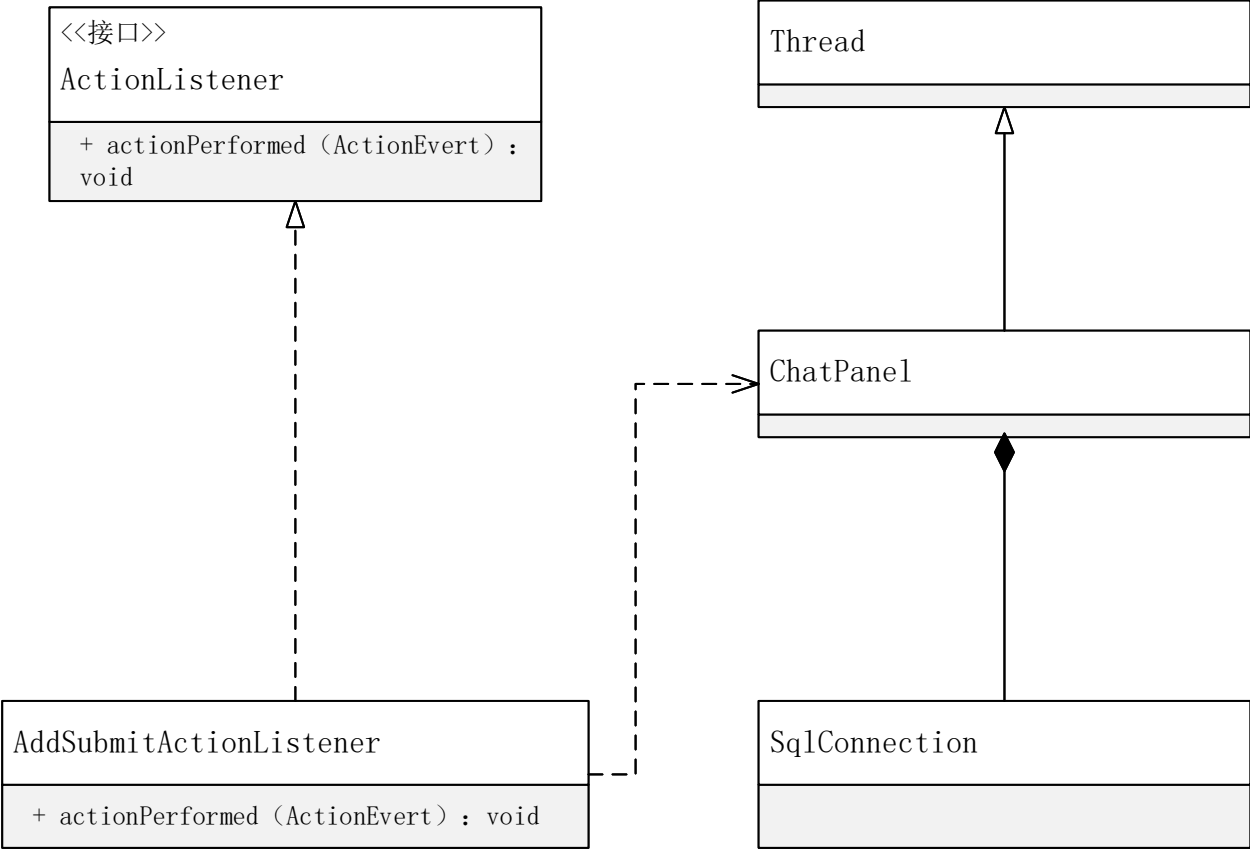 <<接口>>
ActionListener
+ actionPerformed（ActionEvert）：
void
Thread
ChatPanel
AddSubmitActionListener
+ actionPerformed（ActionEvert）：void
SqlConnection